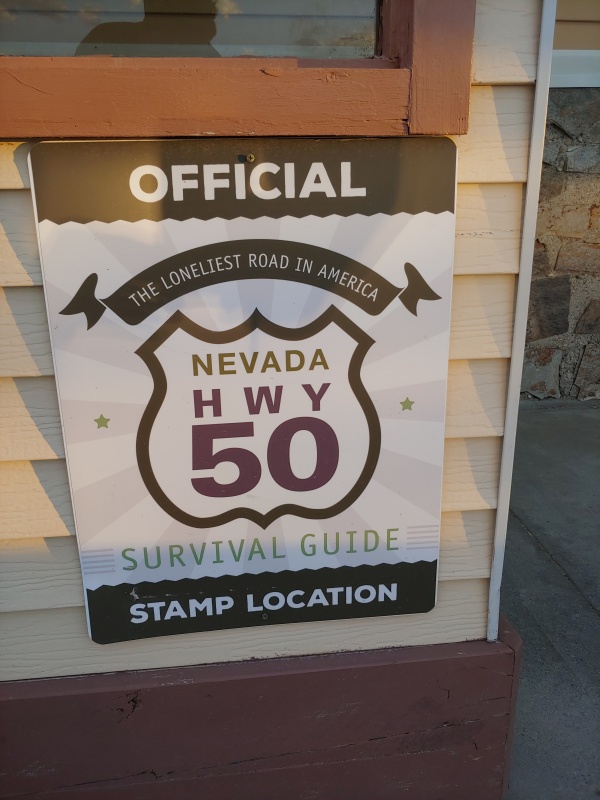 OFFICIAL
THE LONELIEST ROAD IN AMERICA
NEVADA
HWY
50
SURVIVAL GUIDE
STAMP LOCATION